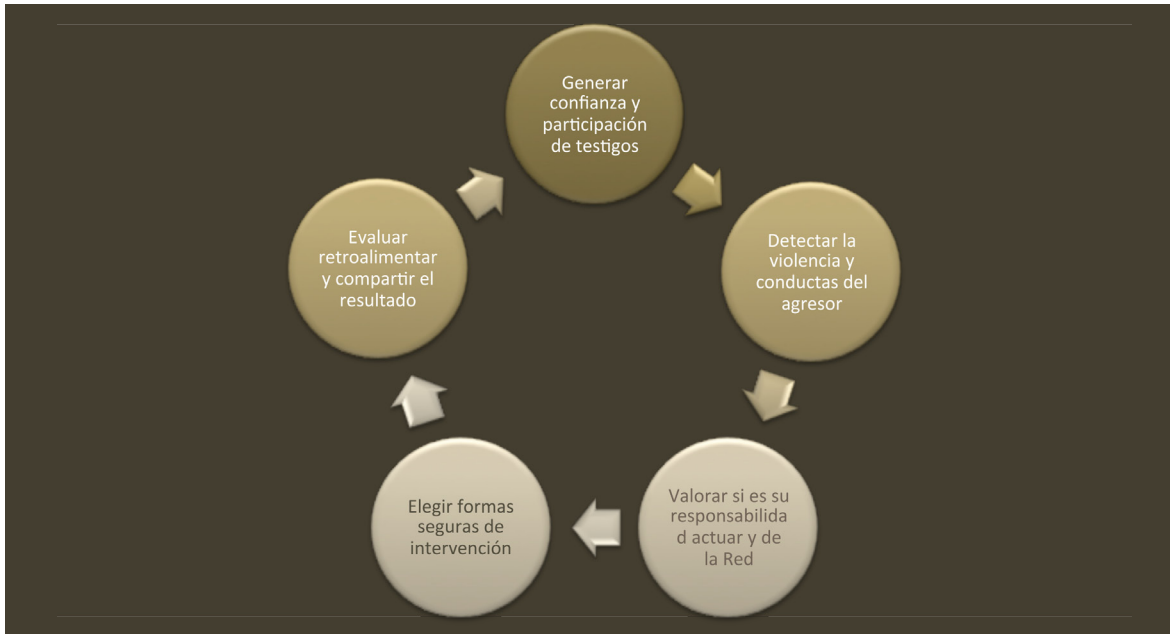 Generar
confianza y
participación
de testigos
Detectar la
violencia y
conductas del
agresor
Valorar si es su
responsabilida
d actuar y de
la Red
Elegir formas
seguras de
intervención
Evaluar
retroalimentar
y compartir el
resultado